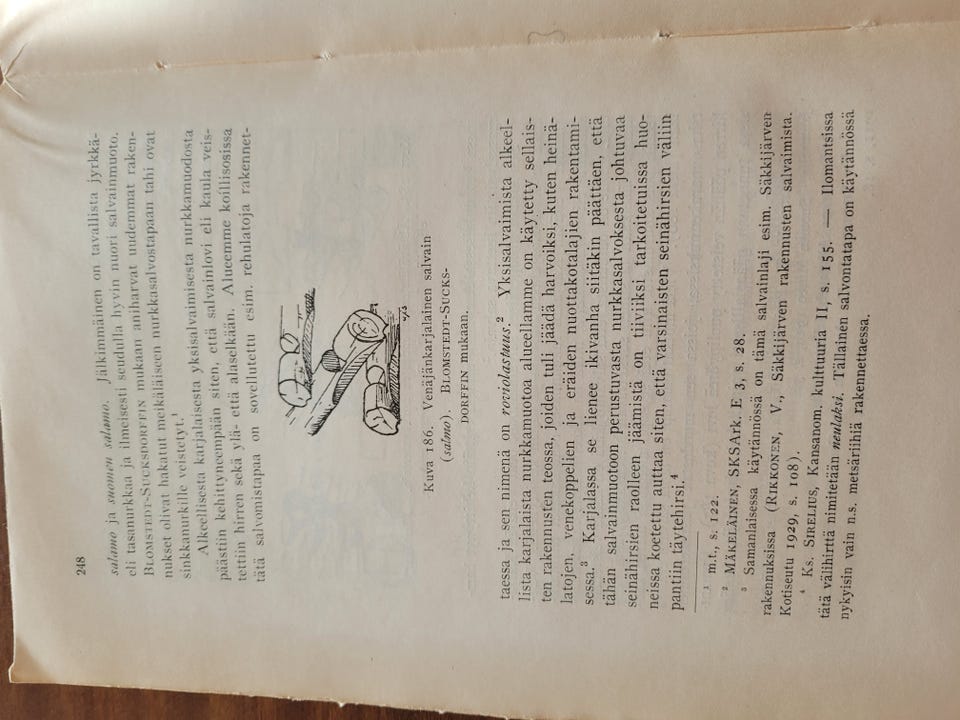 248
salamo ja suomen salamo. Jälkimmäinen on tavallista jyrkkä-
eli tasanurkkaa ja ilmeisesti seudulla hyvin nuori salvainmuoto.
BLOMSTEDT-SUCKSDORFFIN mukaan aniharvat uudemmat raken-
nukset olivat hakatut meikäläiseen nurkkasalvostapaan tahi ovat
sinkkanurkille veistetyt.¹
Alkeellisesta karjalaisesta yksisalvaimisesta nurkkamuodosta
päästiin kehittyneempään siten, että salvainlovi eli kaula veis-
tettiin hirren sekä ylä- että alaselkään. Alueemme koillisosissa
tätä salvomistapaa on sovellutettu esim. rehulatoja rakennet-
Kuva 186. Venäjänkarjalainen salvain
(salmo). BLOMSTEDT-SUCKS-
DORFFIN mukaan.
taessa ja sen nimenä on roviolastuus.² Yksisalvaimista alkeel-
lista karjalaista nurkkamuotoa alueellamme on käytetty sellais-
ten rakennusten teossa, joiden tuli jäädä harvoiksi, kuten heinä-
latojen, venekoppelien ja eräiden nuottakotalajien rakentami-
sessa.³ Karjalassa se lienee ikivanha siitäkin päättäen, että
tähän salvainmuotoon perustuvasta nurkkasalvoksesta johtuvaa
seinähirsien raolleen jäämistä on tiiviiksi tarkoitetuissa huo-
neissa koetettu auttaa siten, että varsinaisten seinähirsien väliin
pantiin täytehirsi.⁴
¹ m.t., s. 122.
² MÄKELÄINEN, SKSArk. E 3, s. 28.
³ Samanlaisessa käytännössä on tämä salvainlaji esim. Säkkijärven
rakennuksissa (RIKKONEN, V., Säkkijärven rakennusten salvaimista.
Kotiseutu 1929, s. 108).
⁴ Ks. SIRELIUS, Kansanom. kulttuuria II, s. 155. — Ilomantsissa
tätä välihirttä nimitetään neulaksi. Tällainen salvontatapa on käytännössä
nykyisin vain n.s. metsäriihiä rakennettaessa.